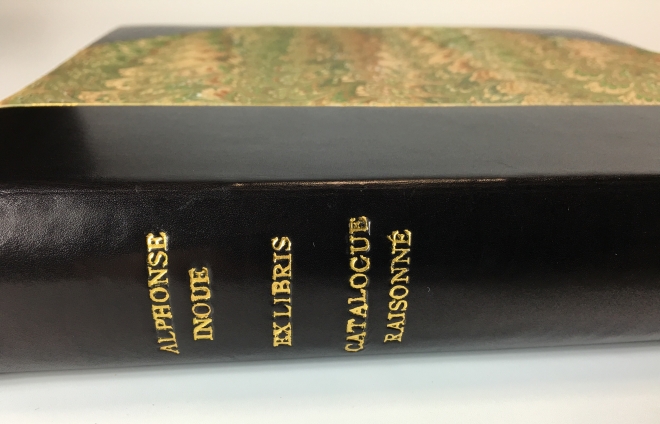 ALPHONSE
INOUE
EX LIBRIS
CATALOGUE
RAISONNÉ